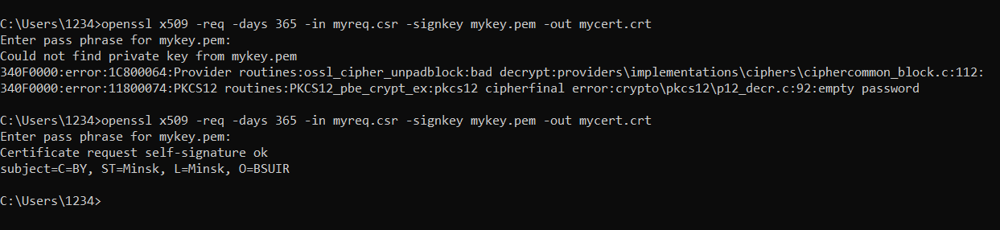 C:\Users\1234>openssl x509 -req -days 365 -in myreq.csr -signkey mykey.pem -out mycert.crt
Enter pass phrase for mykey.pem:
Could not find private key from mykey.pem
340F0000:error:1C800064:Provider routines:ossl_cipher_unpadblock:bad decrypt:providers\implementations\ciphers\ciphercommon_block.c:112:
340F0000:error:11800074:PKCS12 routines:PKCS12_pbe_crypt_ex:pkcs12 cipherfinal error:crypto\pkcs12\p12_decr.c:92:empty password
C:\Users\1234>openssl x509 -req -days 365 -in myreq.csr -signkey mykey.pem -out mycert.crt
Enter pass phrase for mykey.pem:
Certificate request self-signature ok
subject=C=BY, ST=Minsk, L=Minsk, O=BSUIR
C:\Users\1234>